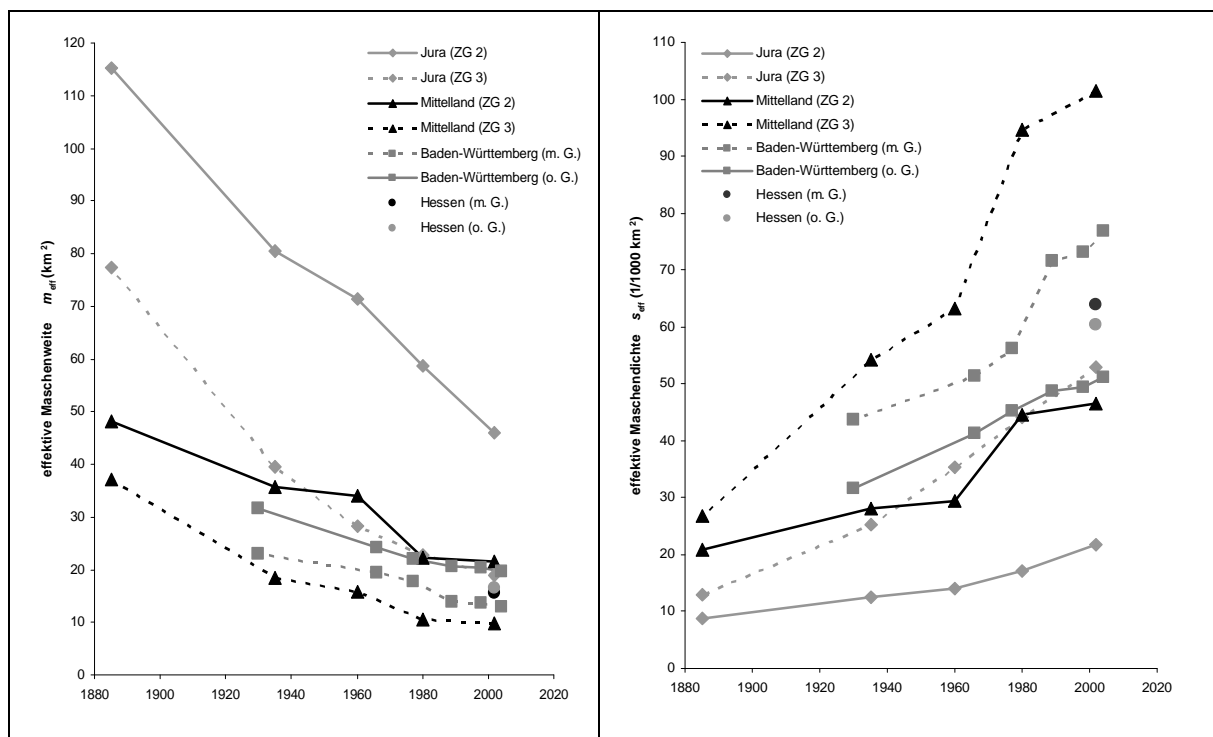 120
110
100
90
80
70
60
50
40
30
20
10
0
effektive Maschenweite m eff (km²)
1880 1900 1920 1940 1960 1980 2000 2020
Jura (ZG 2)
Jura (ZG 3)
Mittelland (ZG 2)
Mittelland (ZG 3)
Baden-Württemberg (m. G.)
Baden-Württemberg (o. G.)
Hessen (m. G.)
Hessen (o. G.)
110
100
90
80
70
60
50
40
30
20
10
0
effektive Maschendichte s eff (1/1000 km²)
1880 1900 1920 1940 1960 1980 2000 2020
Jura (ZG 2)
Jura (ZG 3)
Mittelland (ZG 2)
Mittelland (ZG 3)
Baden-Württemberg (m. G.)
Baden-Württemberg (o. G.)
Hessen (m. G.)
Hessen (o. G.)